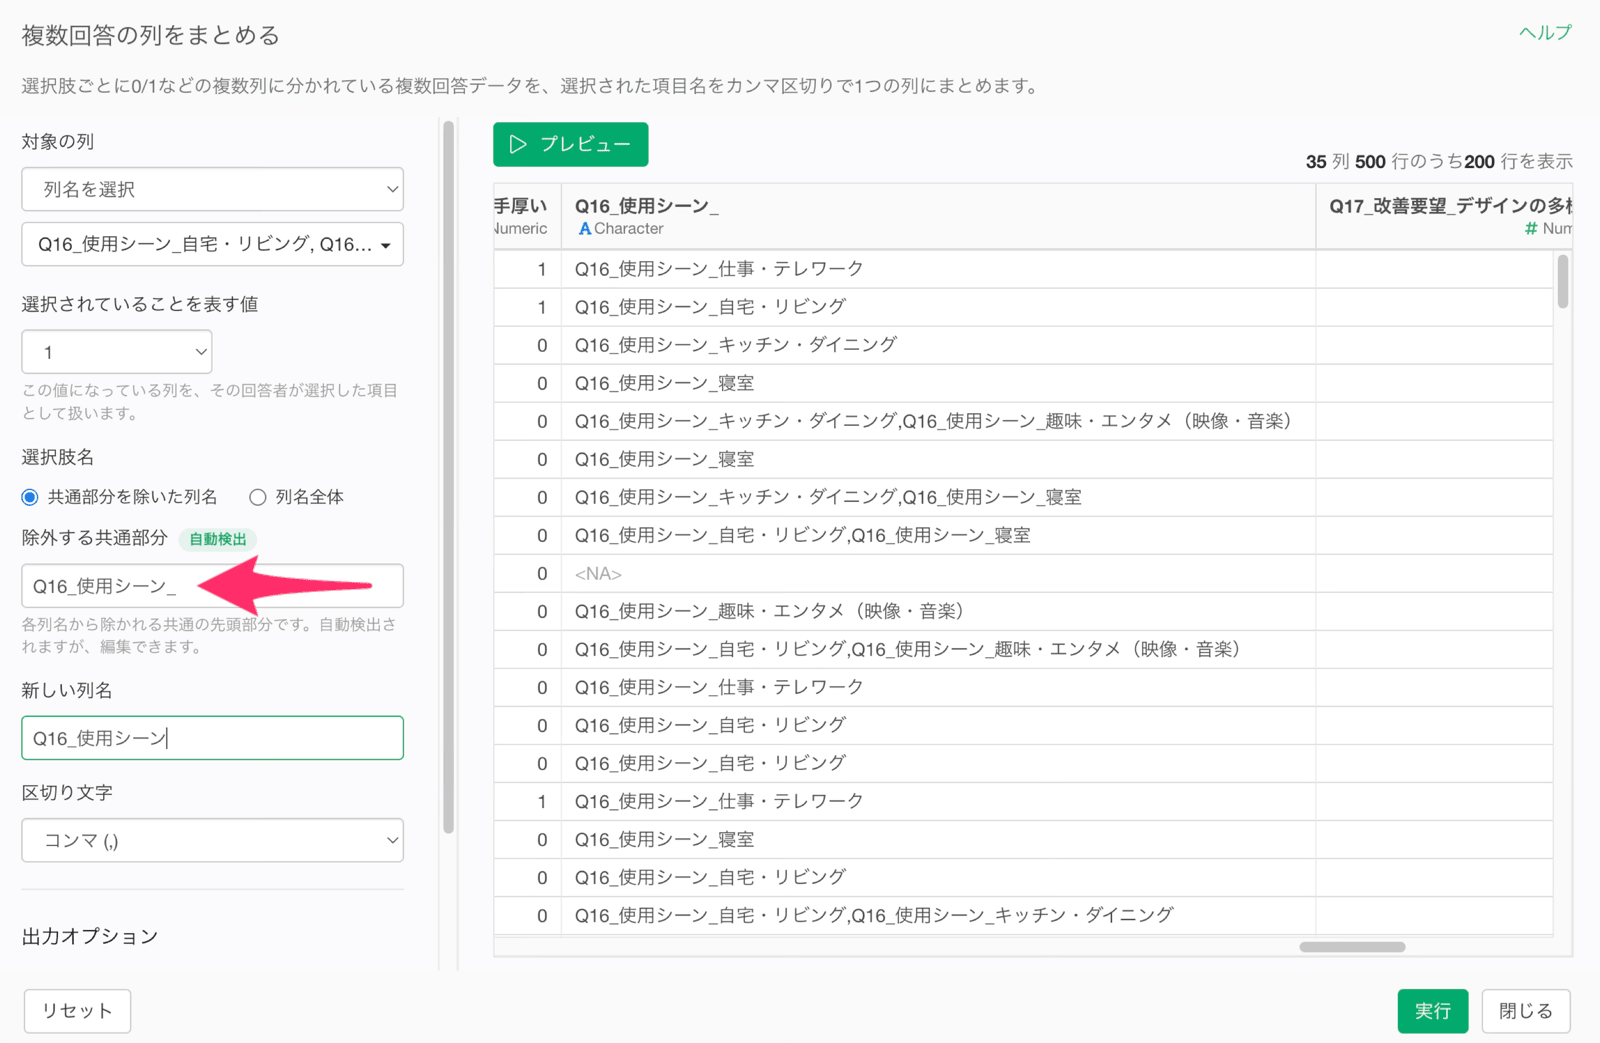 複数回答の列をまとめる
ヘルプ
選択肢ごとに0/1などの複数列に分かれている複数回答データを、選択された項目名をカンマ区切りで1つの列にまとめます。
対象の列
列名を選択
Q16_使用シーン_自宅・リビング, Q16...
選択されていることを表す値
1
この値になっている列を、その回答者が選択した項目
として扱います。
選択肢名
共通部分を除いた列名
列名全体
除外する共通部分 自動検出
Q16_使用シーン_
各列名から除かれる共通の先頭部分です。自動検出さ
れますが、編集できます。
新しい列名
Q16_使用シーン
区切り文字
コンマ (,)
出力オプション
リセット
プレビュー
35 列 500 行のうち200 行を表示
手厚い Q16_使用シーン_ Q17_改善要望_デザインの多様
Numeric Character # Num
1 Q16_使用シーン_仕事・テレワーク
1 Q16_使用シーン_自宅・リビング
0 Q16_使用シーン_キッチン・ダイニング
0 Q16_使用シーン_寝室
0 Q16_使用シーン_キッチン・ダイニング,Q16_使用シーン_趣味・エンタメ（映像・音楽）
0 Q16_使用シーン_寝室
0 Q16_使用シーン_キッチン・ダイニング,Q16_使用シーン_寝室
0 Q16_使用シーン_自宅・リビング,Q16_使用シーン_寝室
0 <NA>
0 Q16_使用シーン_趣味・エンタメ（映像・音楽）
0 Q16_使用シーン_自宅・リビング,Q16_使用シーン_趣味・エンタメ（映像・音楽）
0 Q16_使用シーン_仕事・テレワーク
0 Q16_使用シーン_自宅・リビング
0 Q16_使用シーン_自宅・リビング
1 Q16_使用シーン_仕事・テレワーク
0 Q16_使用シーン_寝室
0 Q16_使用シーン_自宅・リビング
0 Q16_使用シーン_自宅・リビング,Q16_使用シーン_キッチン・ダイニング
実行
閉じる